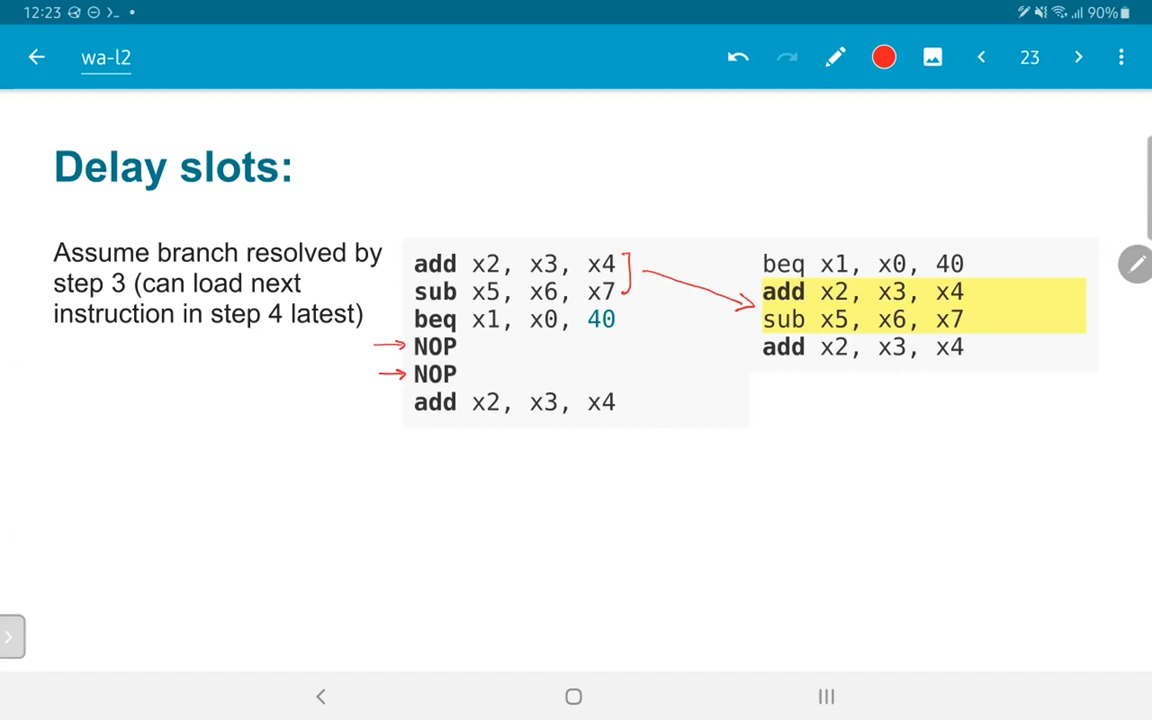 12:23 90%
wa-l2 23
Delay slots:
Assume branch resolved by
step 3 (can load next
instruction in step 4 latest)
add x2, x3, x4
sub x5, x6, x7
beq x1, x0, 40
NOP
NOP
add x2, x3, x4
beq x1, x0, 40
add x2, x3, x4
sub x5, x6, x7
add x2, x3, x4